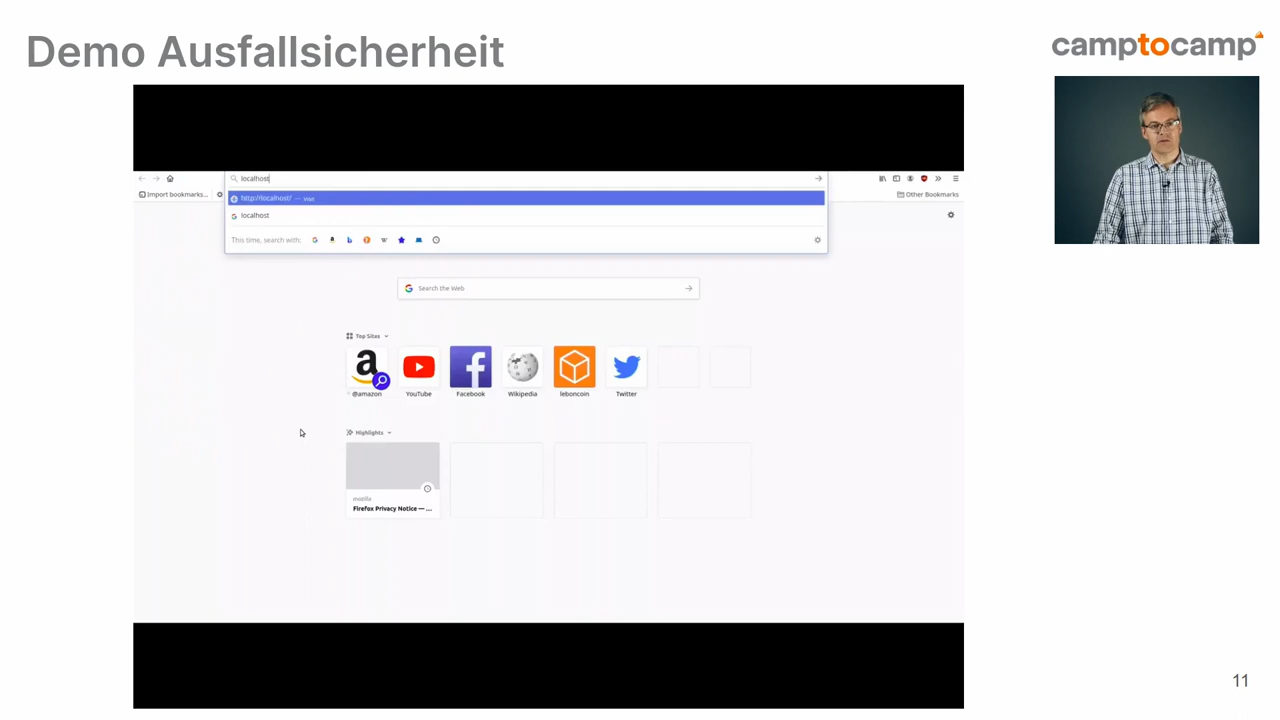 Demo Ausfallsicherheit
camptocamp
localhost
Import bookmarks...
Other Bookmarks
http://localhost/ — Visit
localhost
This time, search with:
Search the Web
Top Sites
@amazon
YouTube
Facebook
Wikipedia
leboncoin
Twitter
Highlights
mozilla
Firefox Privacy Notice — ...
11